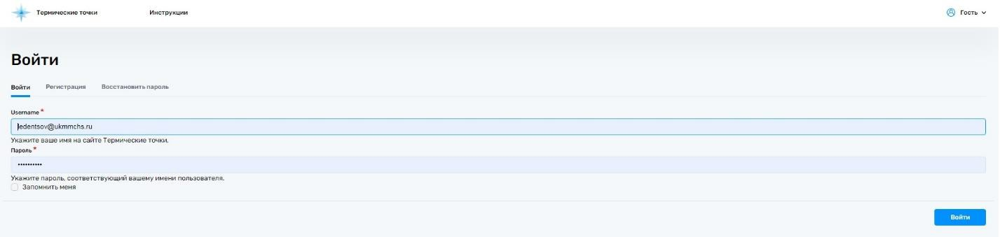 Термические точки Инструкции Гость
Войти
Войти Регистрация Восстановить пароль
Username *
ledentsov@ukmmchs.ru
Укажите ваше имя на сайте Термические точки.
Пароль *
••••••••••
Укажите пароль, соответствующий вашему имени пользователя.
Запомнить меня
Войти